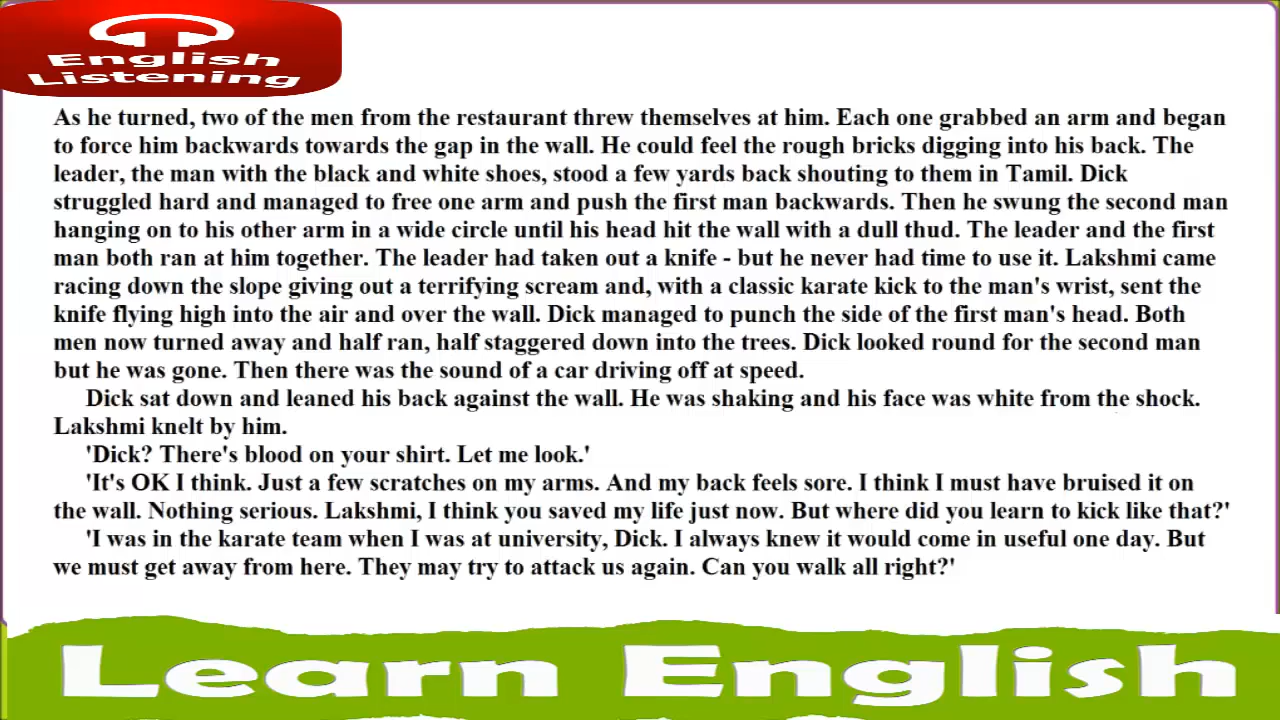 English
Listening
As he turned, two of the men from the restaurant threw themselves at him. Each one grabbed an arm and began
to force him backwards towards the gap in the wall. He could feel the rough bricks digging into his back. The
leader, the man with the black and white shoes, stood a few yards back shouting to them in Tamil. Dick
struggled hard and managed to free one arm and push the first man backwards. Then he swung the second man
hanging on to his other arm in a wide circle until his head hit the wall with a dull thud. The leader and the first
man both ran at him together. The leader had taken out a knife - but he never had time to use it. Lakshmi came
racing down the slope giving out a terrifying scream and, with a classic karate kick to the man's wrist, sent the
knife flying high into the air and over the wall. Dick managed to punch the side of the first man's head. Both
men now turned away and half ran, half staggered down into the trees. Dick looked round for the second man
but he was gone. Then there was the sound of a car driving off at speed.
Dick sat down and leaned his back against the wall. He was shaking and his face was white from the shock.
Lakshmi knelt by him.
'Dick? There's blood on your shirt. Let me look.'
'It's OK I think. Just a few scratches on my arms. And my back feels sore. I think I must have bruised it on
the wall. Nothing serious. Lakshmi, I think you saved my life just now. But where did you learn to kick like that?'
'I was in the karate team when I was at university, Dick. I always knew it would come in useful one day. But
we must get away from here. They may try to attack us again. Can you walk all right?'
Learn English